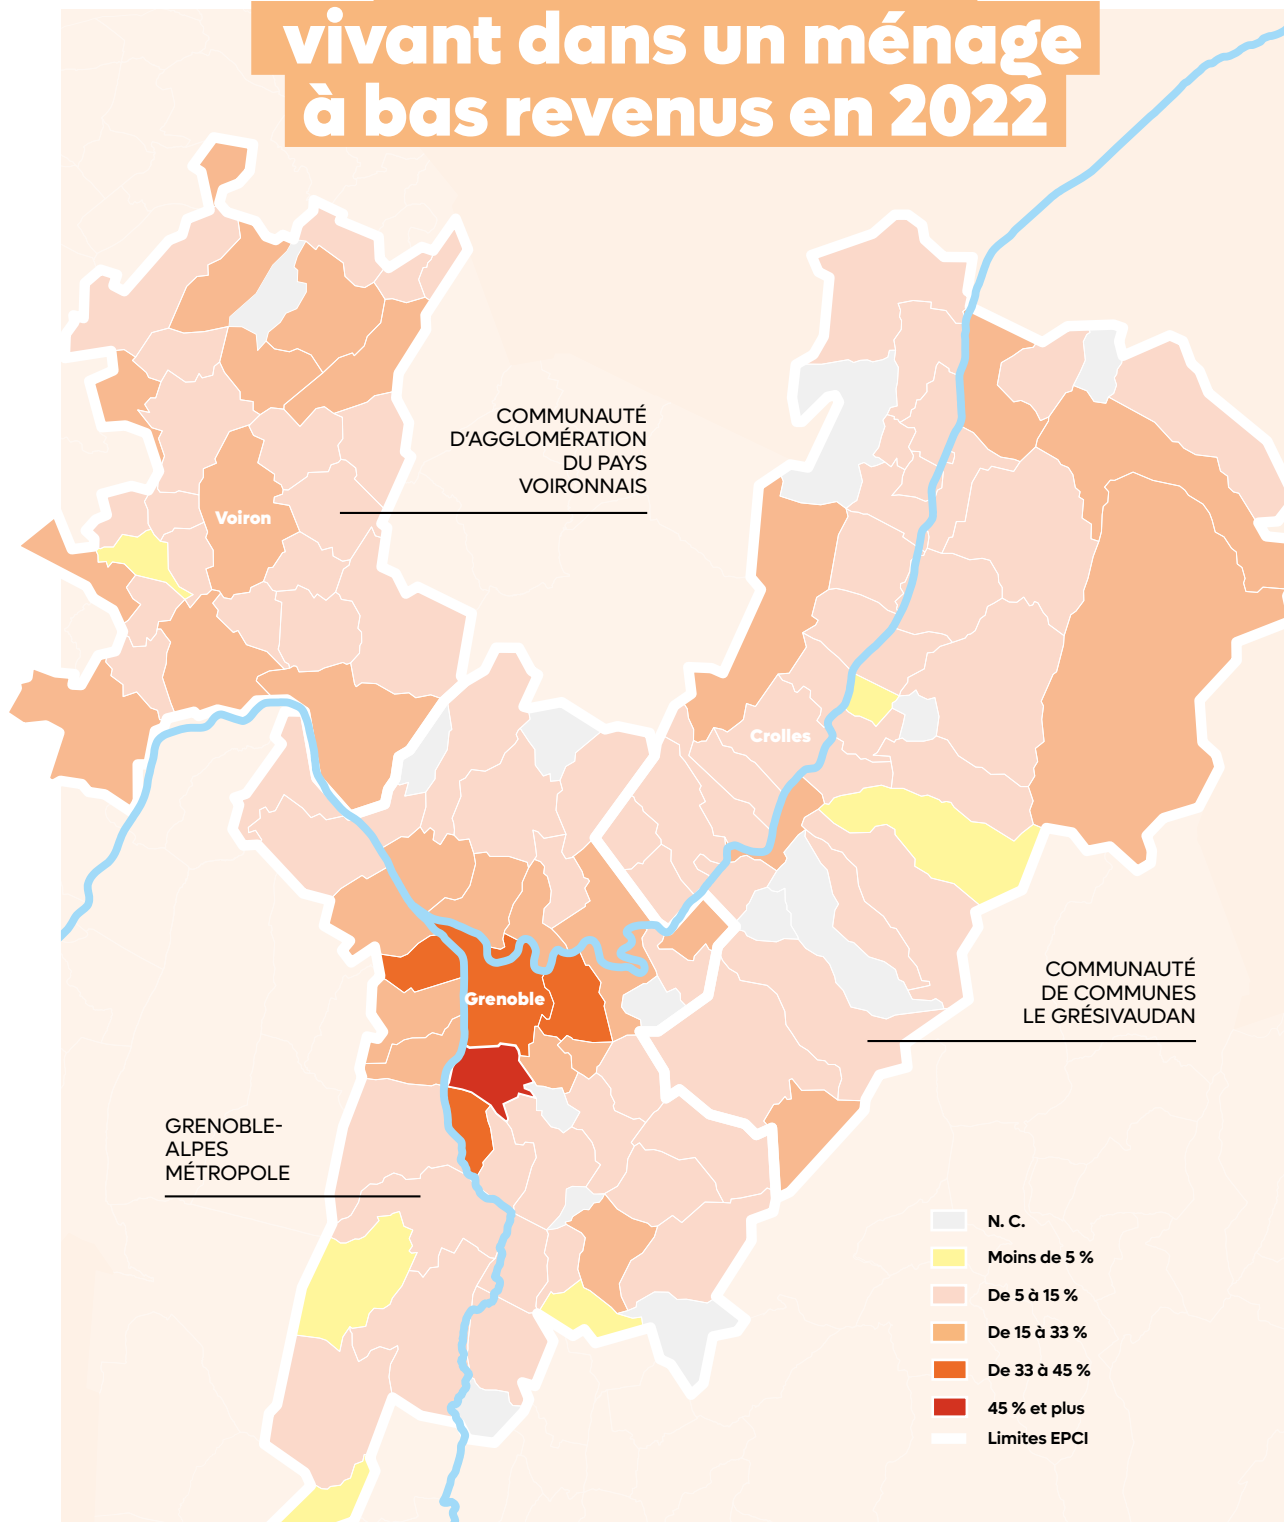 vivant dans un ménage
à bas revenus en 2022
COMMUNAUTÉ
D'AGGLOMÉRATION
DU PAYS
VOIRONNAIS
Voiron
Crolles
COMMUNAUTÉ
DE COMMUNES
LE GRÉSIVAUDAN
Grenoble
GRENOBLE-
ALPES
MÉTROPOLE
N. C.
Moins de 5 %
De 5 à 15 %
De 15 à 33 %
De 33 à 45 %
45 % et plus
Limites EPCI